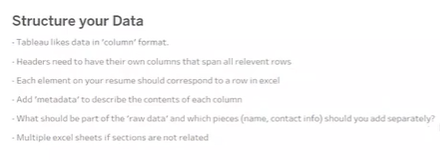 Structure your Data
- Tableau likes data in 'column' format.
- Headers need to have their own columns that span all relevent rows
- Each element on your resume should correspond to a row in excel
- Add 'metadata' to describe the contents of each column
- What should be part of the 'raw data' and which pieces (name, contact info) should you add separately?
- Multiple excel sheets if sections are not related